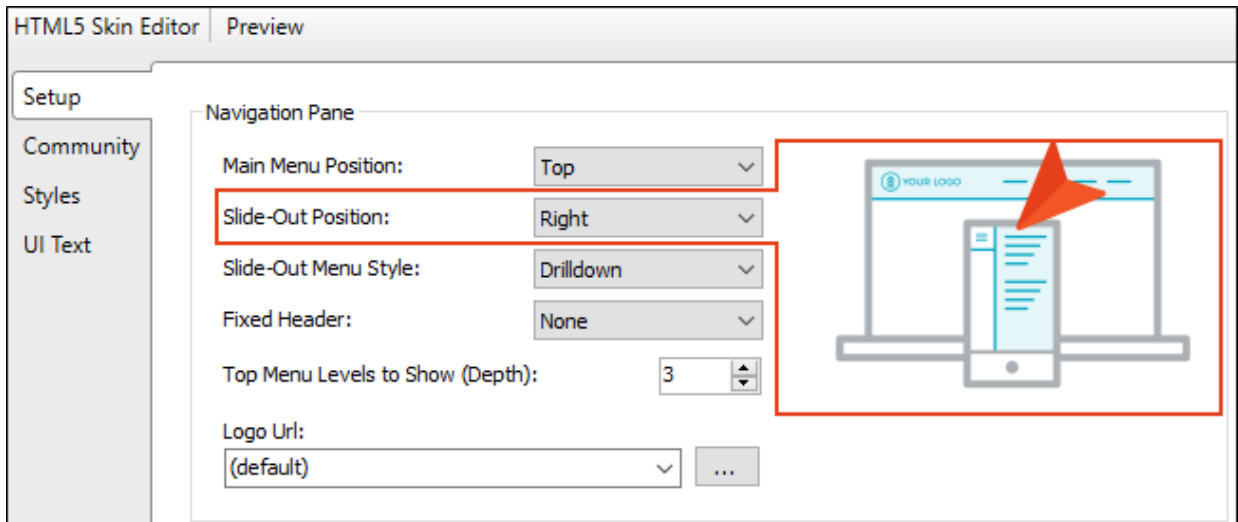 HTML5 Skin Editor Preview
Setup
Community
Styles
UI Text
Navigation Pane
Main Menu Position: Top
Slide-Out Position: Right
Slide-Out Menu Style: Drilldown
Fixed Header: None
Top Menu Levels to Show (Depth): 3
Logo Url:
(default) ...
YOUR LOGO